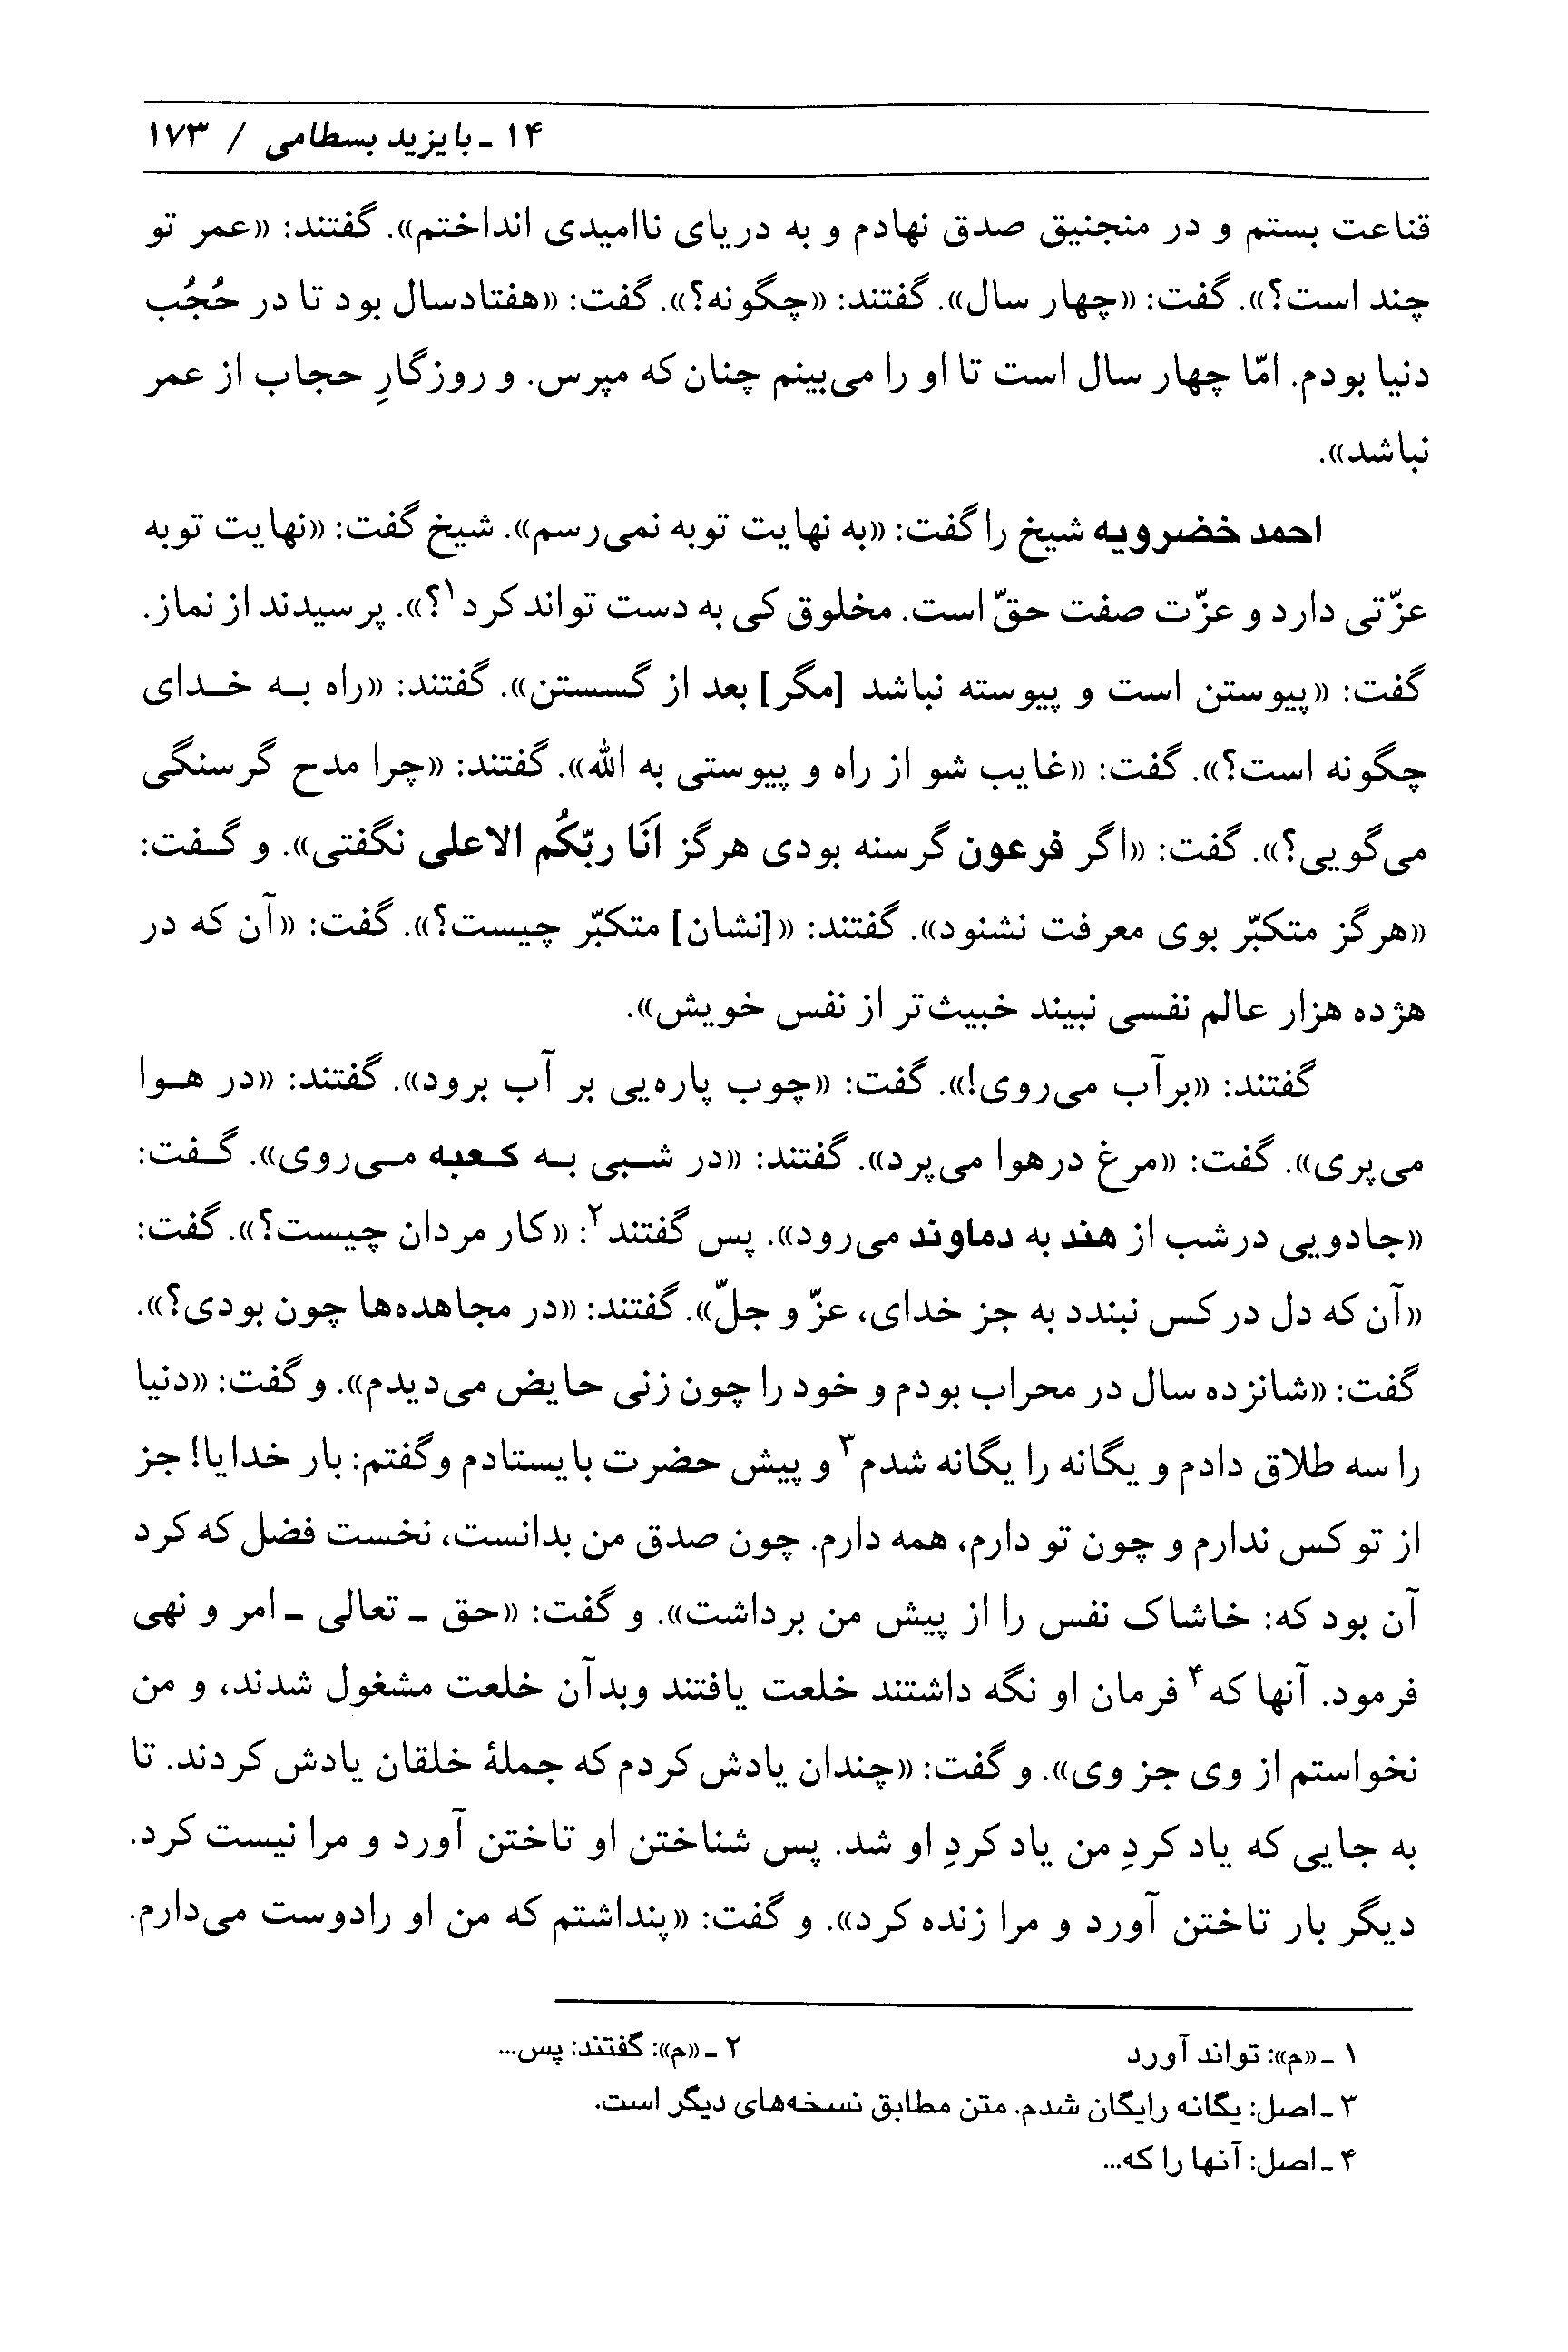 ۱۴ ـ بایزید بسطامی / ۱۷۳
قناعت بستم و در منجنیق صدق نهادم و به دریای ناامیدی انداختم». گفتند: «عمر تو
چند است؟». گفت: «چهار سال». گفتند: «چگونه؟». گفت: «هفتادسال بود تا در حُجُب
دنیا بودم. امّا چهار سال است تا او را می‌بینم چنان که مپرس. و روزگارِ حجاب از عمر
نباشد».
احمد خضرویه شیخ را گفت: «به نهایت توبه نمی‌رسم». شیخ گفت: «نهایت توبه
عزّتی دارد و عزّت صفت حقّ است. مخلوق کی به دست تواند کرد۱؟». پرسیدند از نماز.
گفت: «پیوستن است و پیوسته نباشد [مگر] بعد از گسستن». گفتند: «راه به خدای
چگونه است؟». گفت: «غایب شو از راه و پیوستی به الله». گفتند: «چرا مدح گرسنگی
می‌گویی؟». گفت: «اگر فرعون گرسنه بودی هرگز اَنَا ربّکُم الاعلی نگفتی». و گفت:
«هرگز متکبّر بوی معرفت نشنود». گفتند: «[نشان] متکبّر چیست؟». گفت: «آن که در
هژده هزار عالم نفسی نبیند خبیث‌تر از نفس خویش».
گفتند: «برآب می‌روی!». گفت: «چوب پاره‌یی بر آب برود». گفتند: «در هوا
می‌پری». گفت: «مرغ درهوا می‌پرد». گفتند: «در شبی به کعبه می‌روی». گفت:
«جادویی درشب از هند به دماوند می‌رود». پس گفتند۲: «کار مردان چیست؟». گفت:
«آن که دل در کس نبندد به جز خدای، عزّ و جلّ». گفتند: «در مجاهده‌ها چون بودی؟».
گفت: «شانزده سال در محراب بودم و خود را چون زنی حایض می‌دیدم». و گفت: «دنیا
را سه طلاق دادم و یگانه را یگانه شدم۳ و پیش حضرت بایستادم وگفتم: بار خدایا! جز
از تو کس ندارم و چون تو دارم، همه دارم. چون صدق من بدانست، نخست فضل که کرد
آن بود که: خاشاک نفس را از پیش من برداشت». و گفت: «حق ـ تعالی ـ امر و نهی
فرمود. آنها که۴ فرمان او نگه داشتند خلعت یافتند وبدآن خلعت مشغول شدند، و من
نخواستم از وی جز وی». و گفت: «چندان یادش کردم که جملهٔ خلقان یادش کردند. تا
به جایی که یاد کردِ من یاد کردِ او شد. پس شناختن او تاختن آورد و مرا نیست کرد.
دیگر بار تاختن آورد و مرا زنده کرد». و گفت: «پنداشتم که من او رادوست می‌دارم.
۱ ـ «م»: تواند آورد ۲ ـ «م»: گفتند: پس...
۳ ـ اصل: یگانه رایگان شدم. متن مطابق نسخه‌های دیگر است.
۴ ـ اصل: آنها را که...